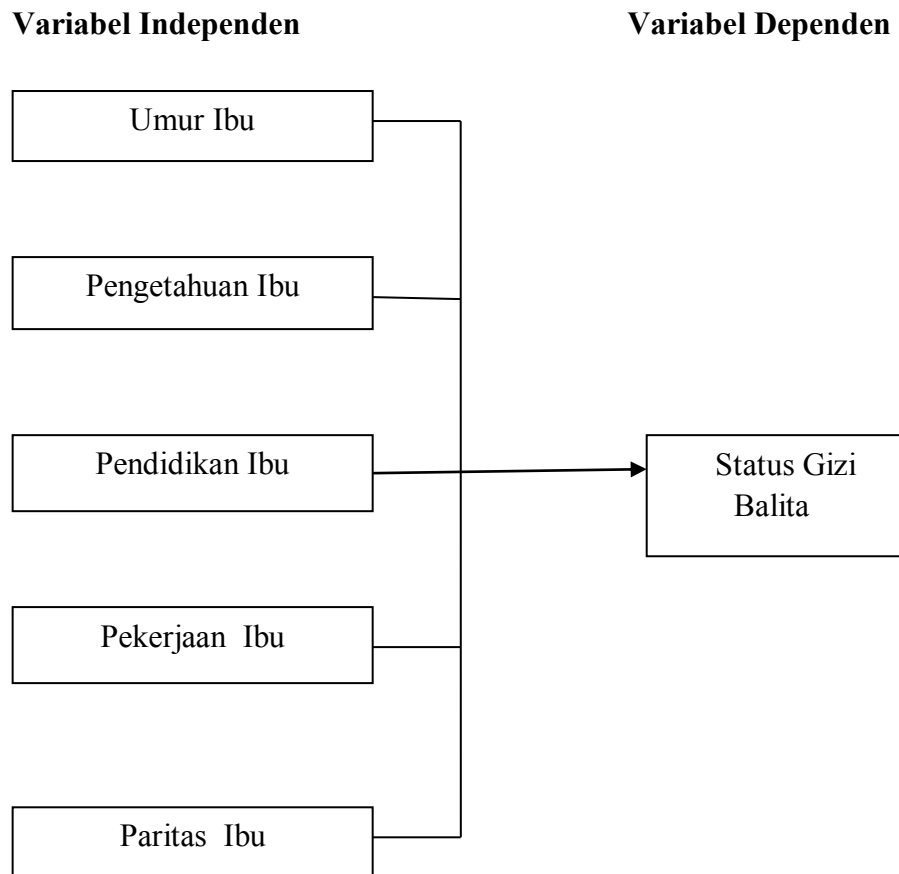 Variabel Independen
Variabel Dependen
Umur Ibu
Pengetahuan Ibu
Pendidikan Ibu
Status Gizi
Balita
Pekerjaan  Ibu
Paritas  Ibu